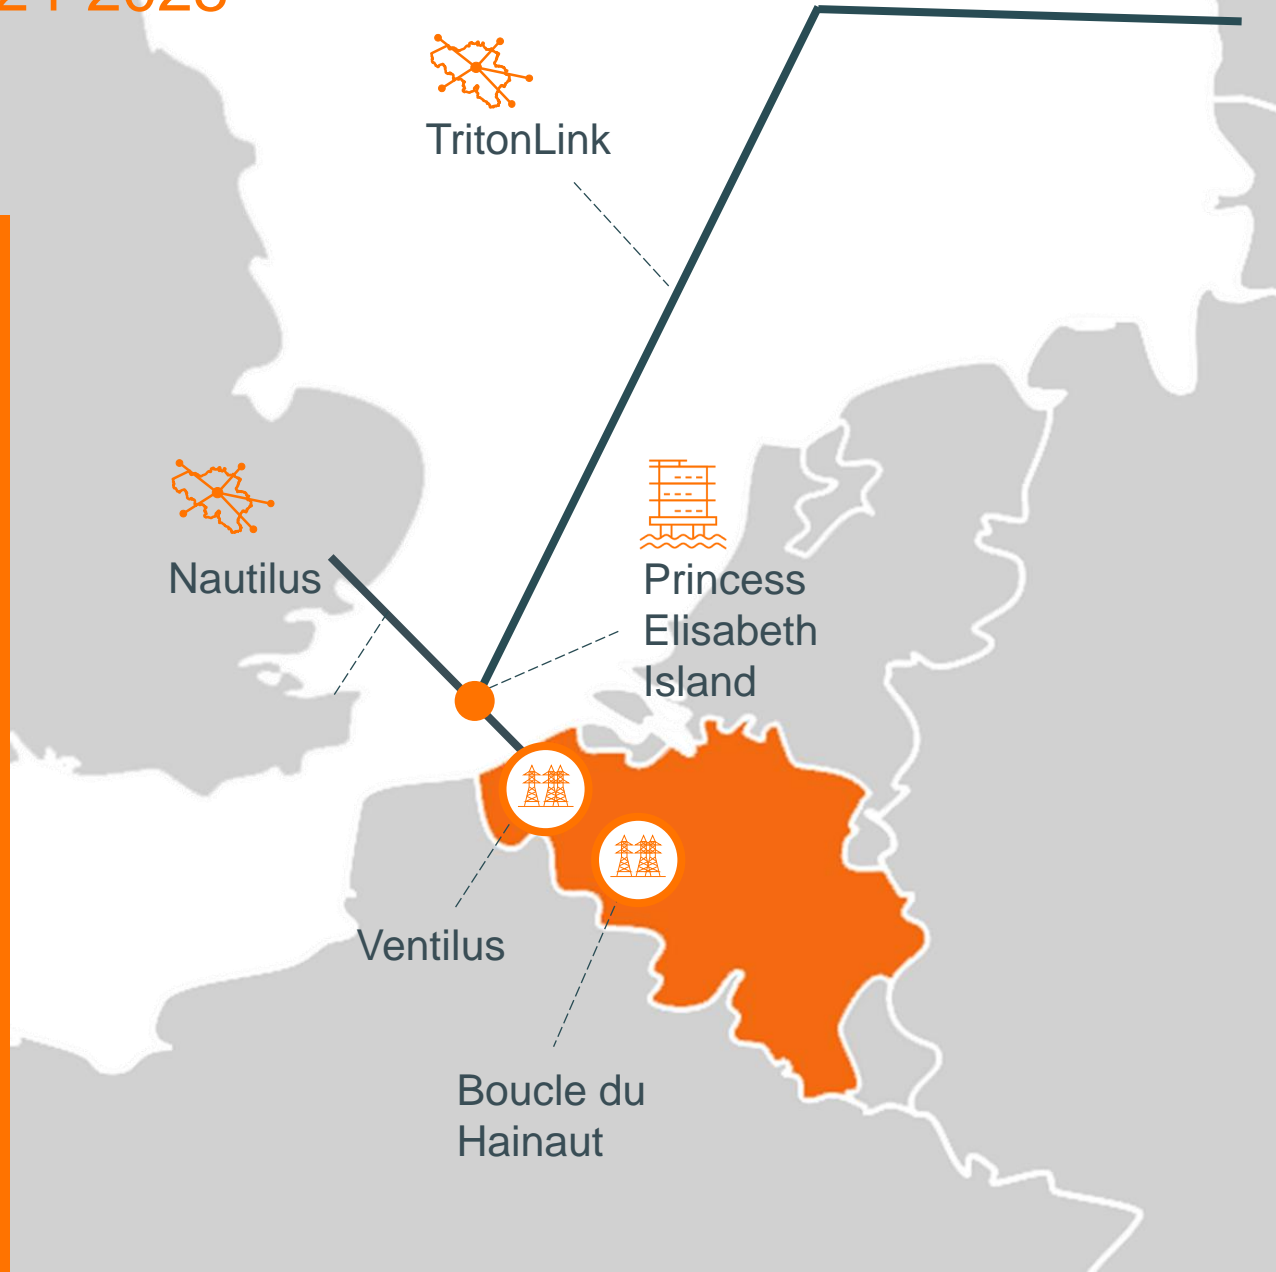 TritonLink
Nautilus
Princess
Elisabeth
Island
Ventilus
Boucle du
Hainaut